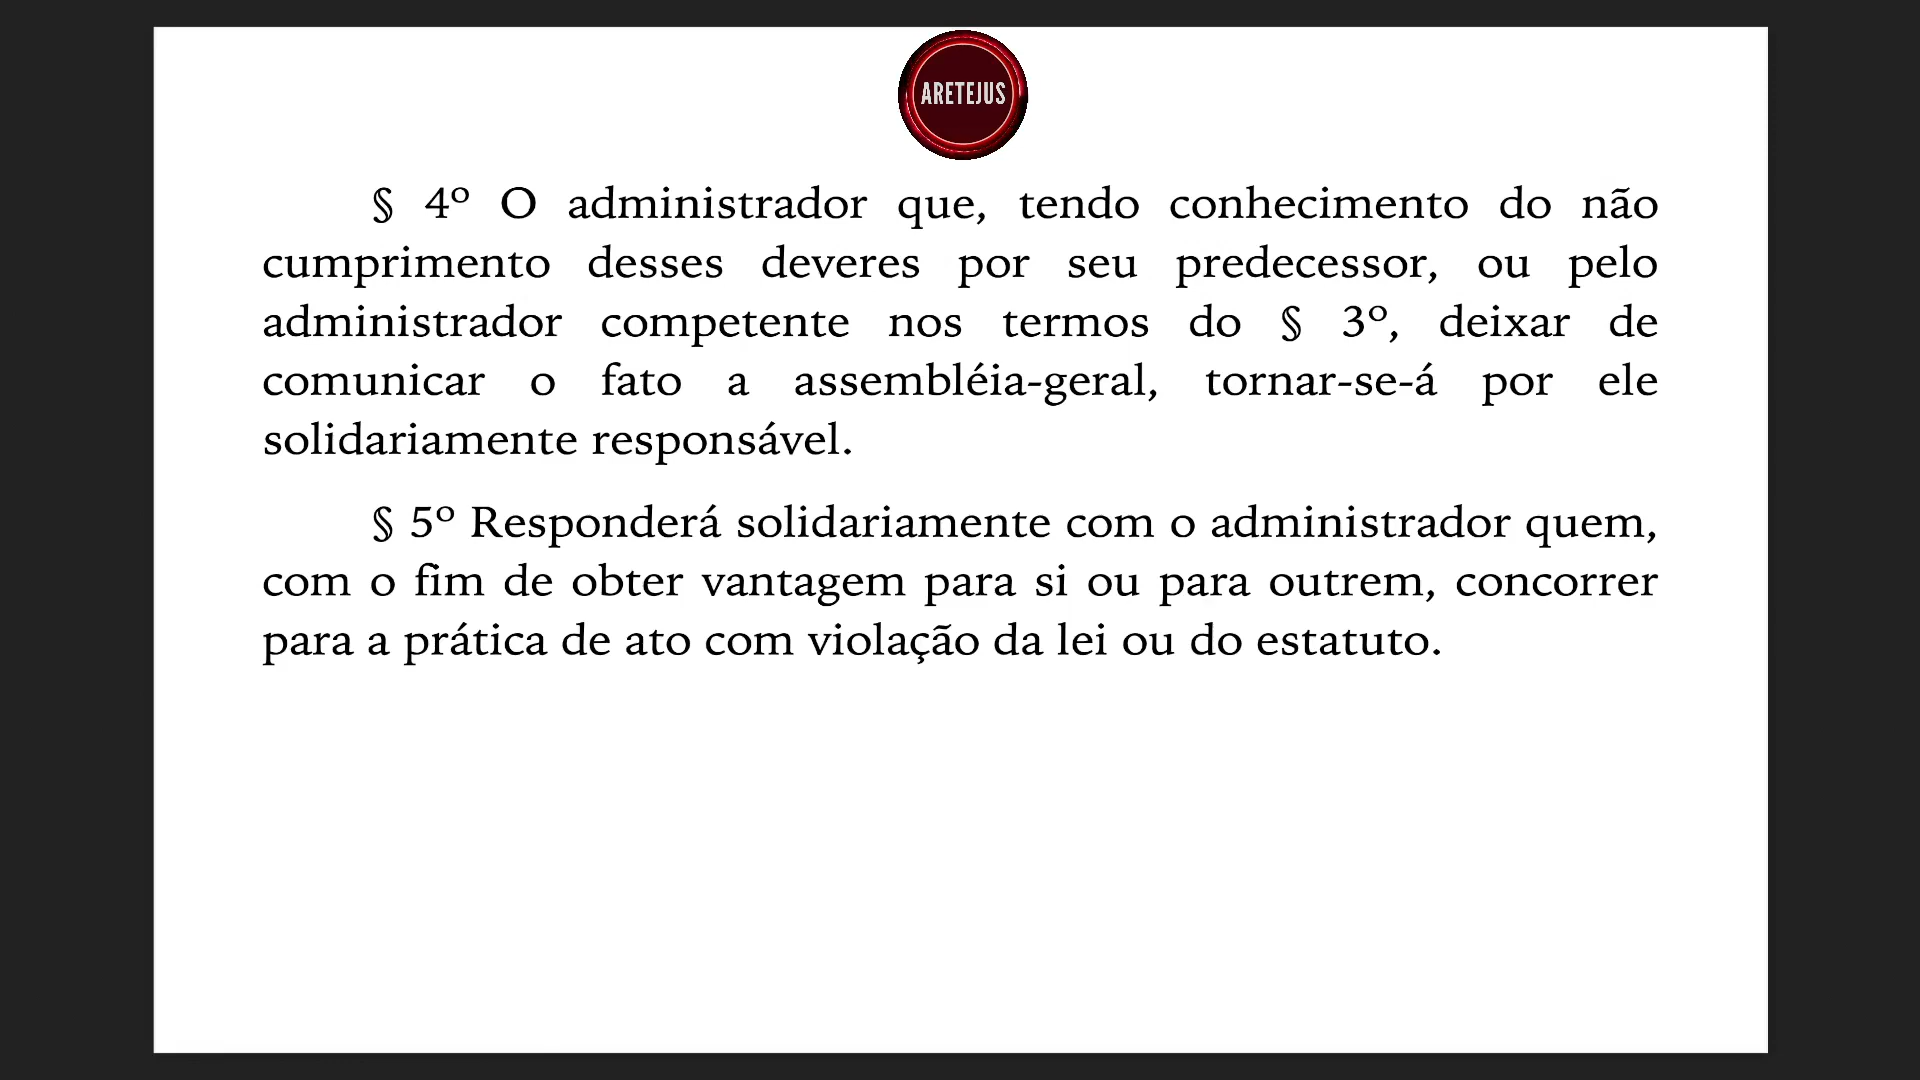 ARETEJUS
§ 4º O administrador que, tendo conhecimento do não
cumprimento desses deveres por seu predecessor, ou pelo
administrador competente nos termos do § 3º, deixar de
comunicar o fato a assembléia-geral, tornar-se-á por ele
solidariamente responsável.
§ 5º Responderá solidariamente com o administrador quem,
com o fim de obter vantagem para si ou para outrem, concorrer
para a prática de ato com violação da lei ou do estatuto.